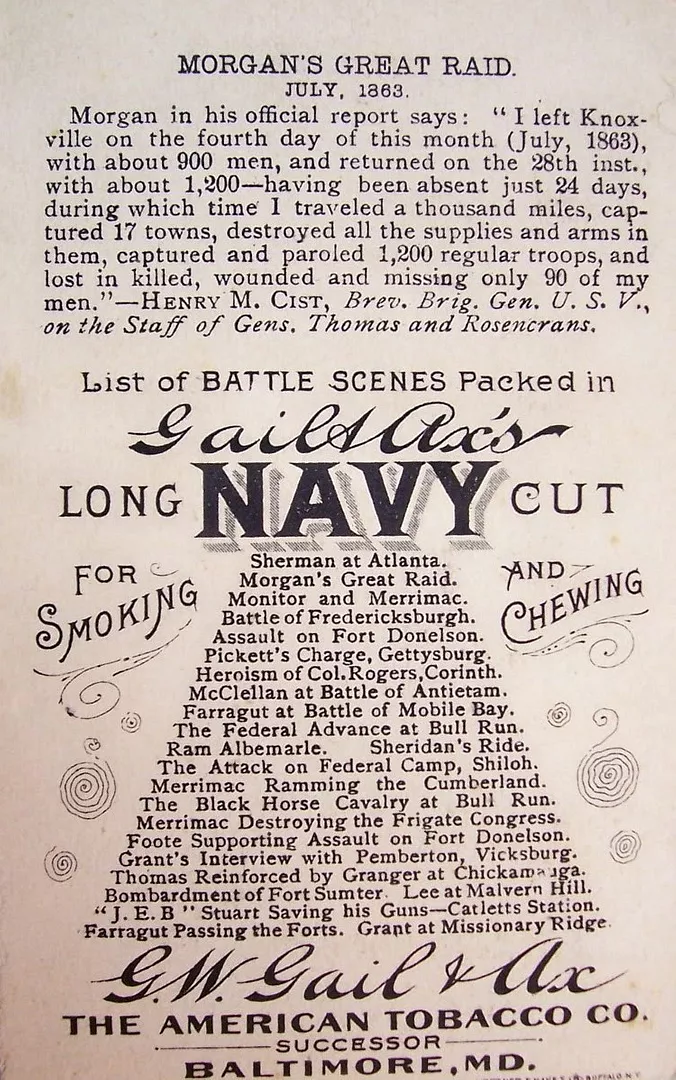 MORGAN'S GREAT RAID.
JULY, 1863.
Morgan in his official report says: "I left Knox-
ville on the fourth day of this month (July, 1863),
with about 900 men, and returned on the 28th inst.,
with about 1,200—having been absent just 24 days,
during which time I traveled a thousand miles, cap-
tured 17 towns, destroyed all the supplies and arms in
them, captured and paroled 1,200 regular troops, and
lost in killed, wounded and missing only 90 of my
men."—HENRY M. CIST, Brev. Brig. Gen. U. S. V.,
on the Staff of Gens. Thomas and Rosencrans.
List of BATTLE SCENES Packed in
Gail & Ax's
LONG NAVY CUT
FOR SMOKING
AND CHEWING
Sherman at Atlanta.
Morgan's Great Raid.
Monitor and Merrimac.
Battle of Fredericksburgh.
Assault on Fort Donelson.
Pickett's Charge, Gettysburg.
Heroism of Col. Rogers, Corinth.
McClellan at Battle of Antietam.
Farragut at Battle of Mobile Bay.
The Federal Advance at Bull Run.
Ram Albemarle. Sheridan's Ride.
The Attack on Federal Camp, Shiloh.
Merrimac Ramming the Cumberland.
The Black Horse Cavalry at Bull Run.
Merrimac Destroying the Frigate Congress.
Foote Supporting Assault on Fort Donelson.
Grant's Interview with Pemberton, Vicksburg.
Thomas Reinforced by Granger at Chickamauga.
Bombardment of Fort Sumter. Lee at Malvern Hill.
"J. E. B" Stuart Saving his Guns—Catletts Station.
Farragut Passing the Forts. Grant at Missionary Ridge.
G. W. Gail & Ax
THE AMERICAN TOBACCO CO.
SUCCESSOR
BALTIMORE, MD.